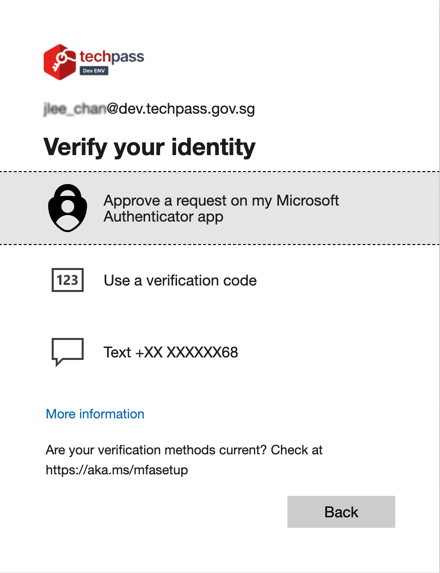 techpass
Dev ENV
@dev.techpass.gov.sg
Verify your identity
Approve a request on my Microsoft
Authenticator app
123
Use a verification code
Text +XX XXXXXX68
More information
Are your verification methods current? Check at
https://aka.ms/mfasetup
Back